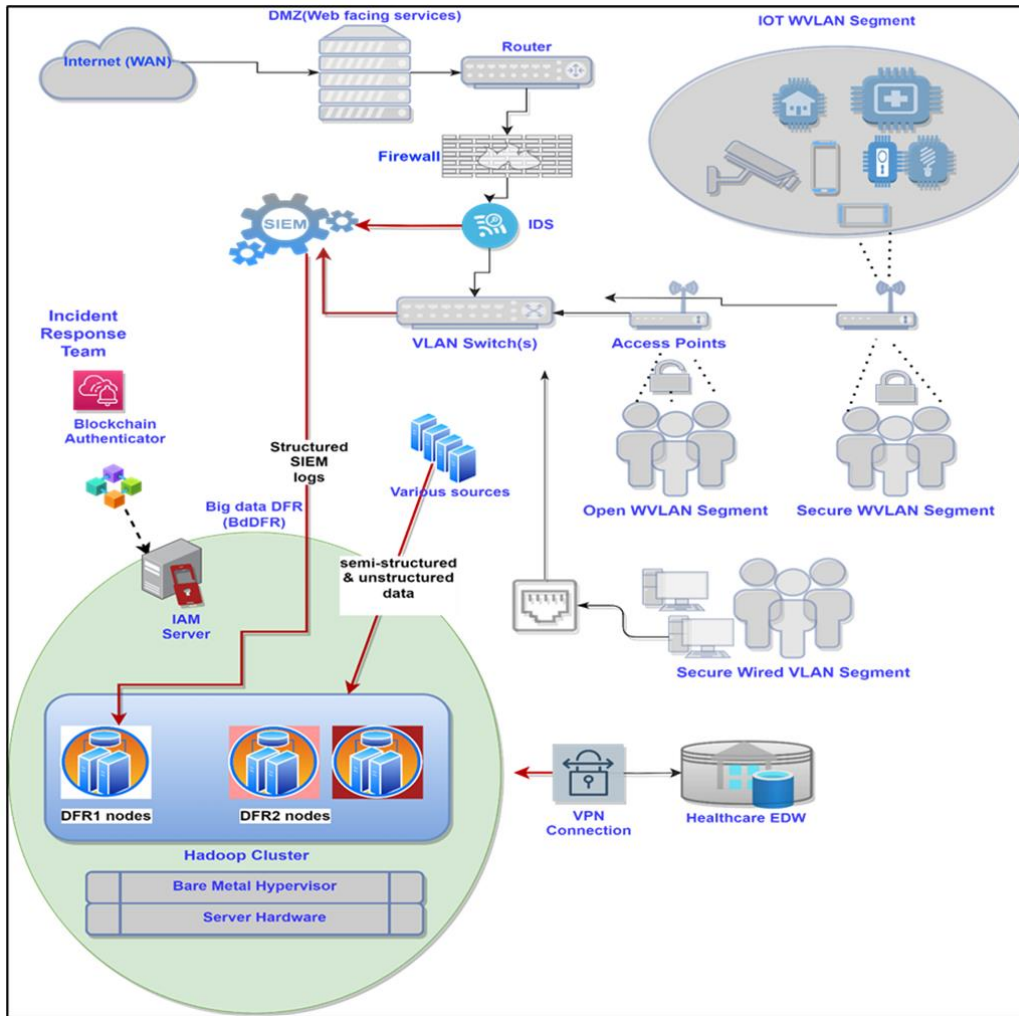 DMZ(Web facing services)
IOT WVLAN Segment
Internet (WAN)
Router
Firewall
SIEM
IDS
VLAN Switch(s)
Access Points
Incident
Response
Team
Blockchain
Authenticator
Structured
SIEM
logs
Various sources
Open WVLAN Segment
Secure WVLAN Segment
Big data DFR
(BdDFR)
semi-structured
& unstructured
data
IAM
Server
Secure Wired VLAN Segment
DFR1 nodes
DFR2 nodes
VPN
Connection
Healthcare EDW
Hadoop Cluster
Bare Metal Hypervisor
Server Hardware